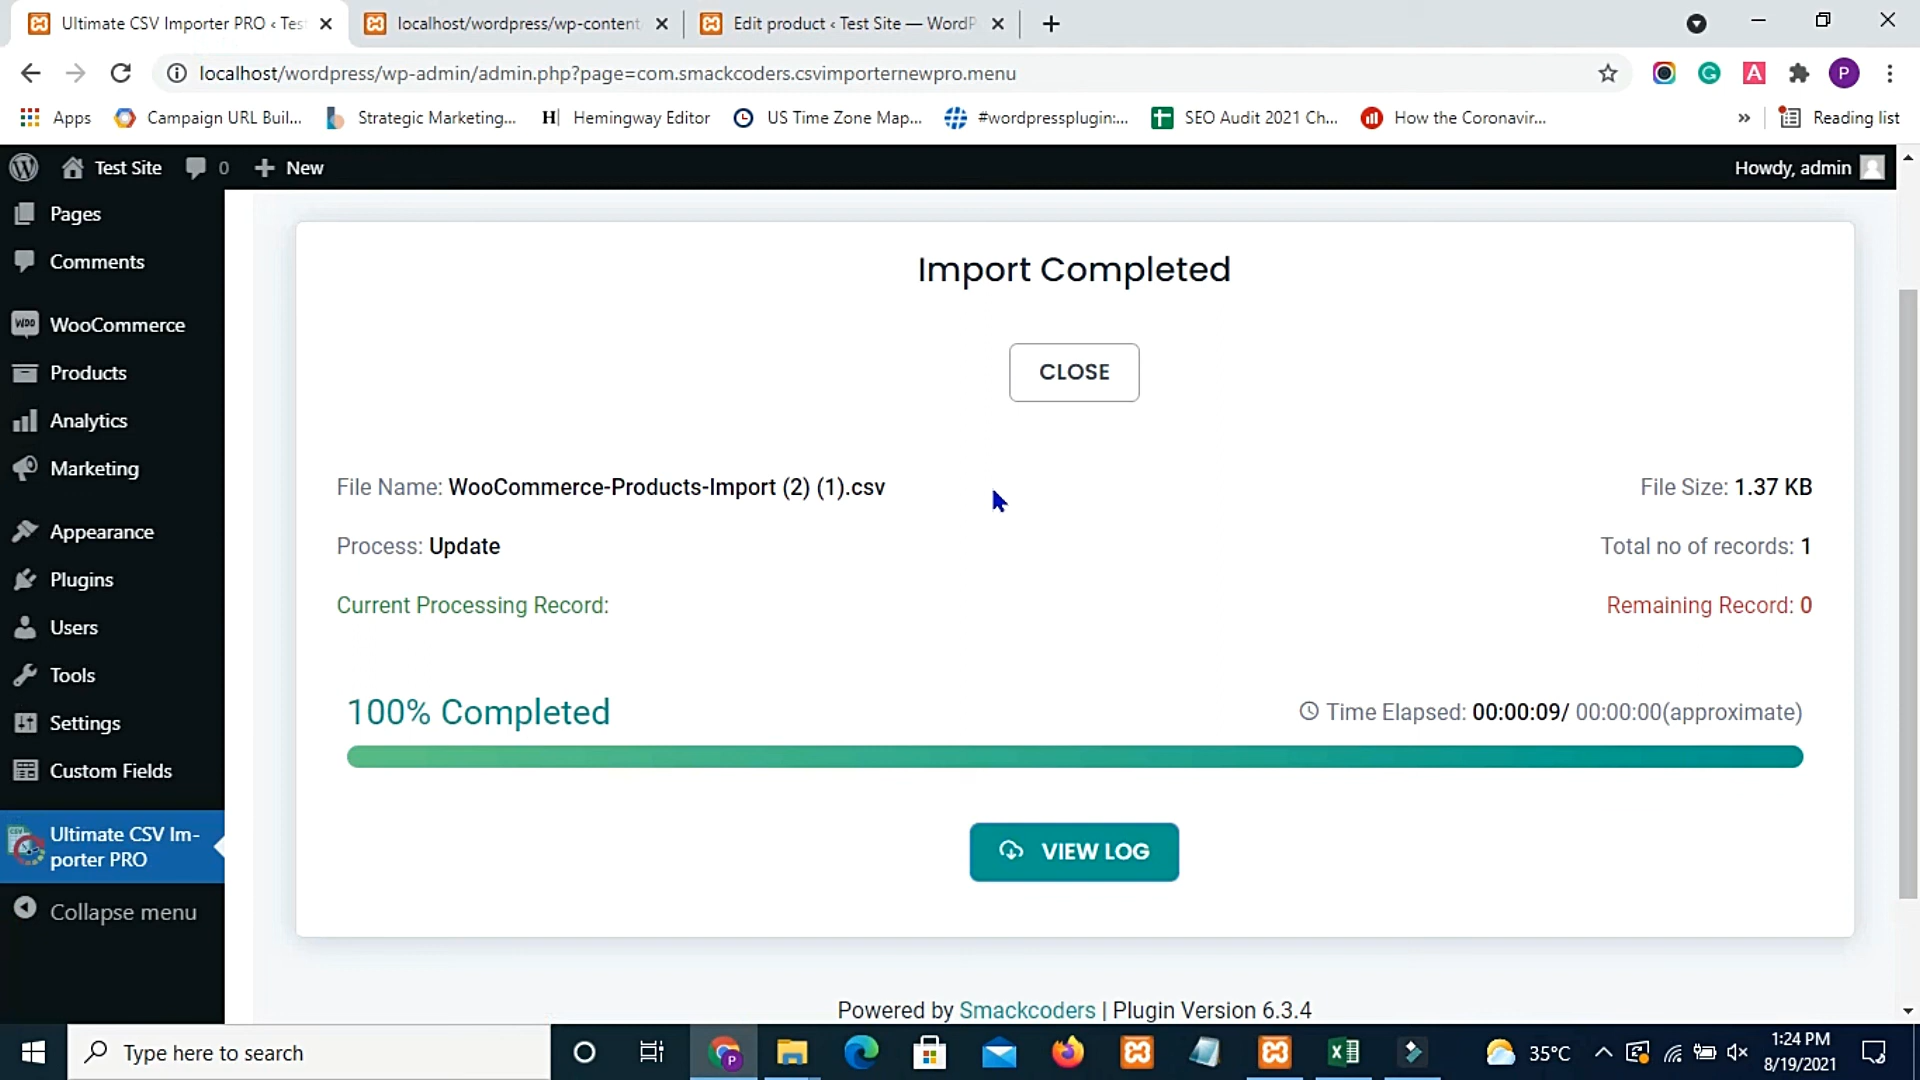 Ultimate CSV Importer PRO ‹ Tes
localhost/wordpress/wp-content
Edit product ‹ Test Site — WordP
localhost/wordpress/wp-admin/admin.php?page=com.smackcoders.csvimporternewpro.menu
Apps
Campaign URL Buil...
Strategic Marketing...
Hemingway Editor
US Time Zone Map...
#wordpressplugin:...
SEO Audit 2021 Ch...
How the Coronavir...
»
Reading list
Test Site
0
New
Howdy, admin
Pages
Comments
WooCommerce
Products
Analytics
Marketing
Appearance
Plugins
Users
Tools
Settings
Custom Fields
Ultimate CSV Im-
porter PRO
Collapse menu
Import Completed
CLOSE
File Name: WooCommerce-Products-Import (2) (1).csv
File Size: 1.37 KB
Process: Update
Total no of records: 1
Current Processing Record:
Remaining Record: 0
100% Completed
Time Elapsed: 00:00:09/ 00:00:00(approximate)
VIEW LOG
Powered by Smackcoders | Plugin Version 6.3.4
Type here to search
35°C
1:24 PM
8/19/2021